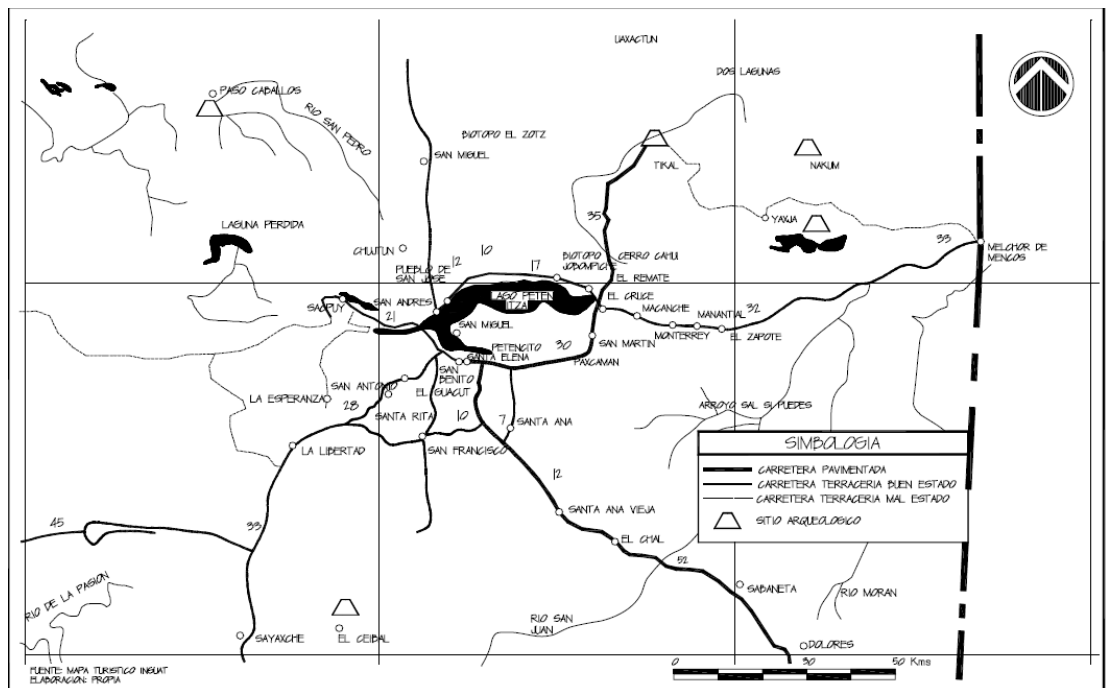 UAXACTUN
DOS LAGUNAS
PASO CABALLOS
RIO SAN PEDRO
BIOTOPO EL ZOTZ
SAN MIGUEL
TIKAL
NAKUM
YAXJA
35
LAGUNA PERDIDA
CHUJTUN
12
10
17
33
MELCHOR DE
MENCOS
PUEBLO DE
SAN JOSE
BIOTOPO CERRO CAHUI
JOBOMPICHE
EL REMATE
SAN ANDRES
LAGO PETEN
ITZA
EL CRUCE
SACPUY
21
MACANCHE
MANANTIAL
32
SAN MIGUEL
MONTERREY
EL ZAPOTE
PETENCITO
30
SAN MARTIN
SANTA ELENA
PAXCAMAN
SAN
BENITO
SAN ANTONIO
EL GUACUT
LA ESPERANZA
28
SANTA RITA
10
7
SANTA ANA
ARROYO SAL SI PUEDES
LA LIBERTAD
SAN FRANCISCO
SIMBOLOGIA
12
CARRETERA PAVIMENTADA
CARRETERA TERRACERIA BUEN ESTADO
CARRETERA TERRACERIA MAL ESTADO
SITIO ARQUEOLOGICO
SANTA ANA VIEJA
45
33
EL CHAL
52
SABANETA
RIO MORAN
RIO DE LA PASION
RIO SAN
JUAN
SAYAXCHE
EL CEIBAL
DOLORES
0 30 50 Kms
FUENTE: MAPA TURISTICO INGUAT
ELABORACION: PROPIA